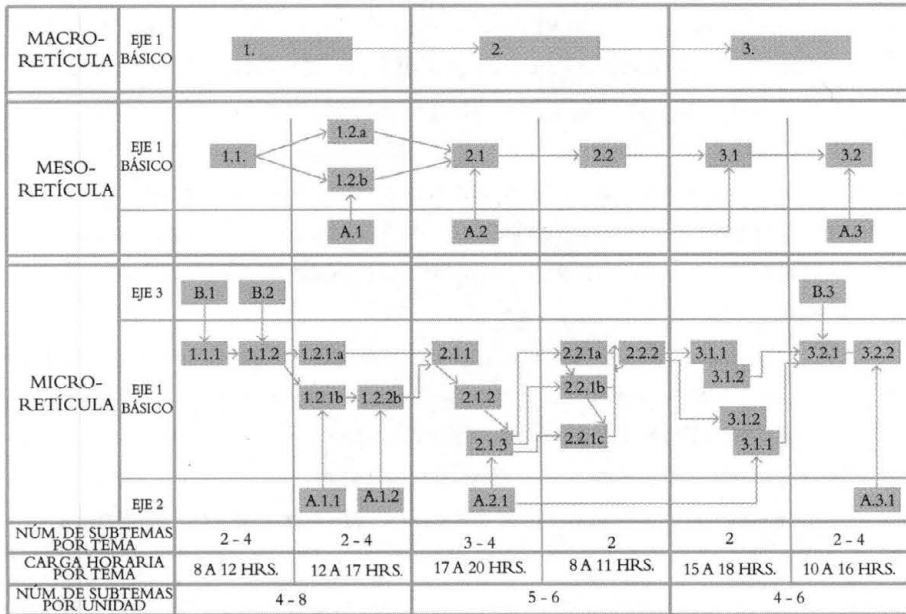 MACRO-
RETÍCULA
EJE 1
BÁSICO
1.
2.
3.
MESO-
RETÍCULA
EJE 1
BÁSICO
1.1.
1.2.a
1.2.b
2.1
2.2
3.1
3.2
A.1
A.2
A.3
MICRO-
RETÍCULA
EJE 3
B.1
B.2
B.3
EJE 1
BÁSICO
1.1.1
1.1.2
1.2.1.a
2.1.1
2.2.1a
2.2.2
3.1.1
3.2.1
3.2.2
3.1.2
1.2.1b
1.2.2b
2.1.2
2.2.1b
3.1.2
2.1.3
2.2.1c
3.1.1
EJE 2
A.1.1
A.1.2
A.2.1
A.3.1
NÚM. DE SUBTEMAS
POR TEMA
2 - 4
2 - 4
3 - 4
2
2
2 - 4
CARGA HORARIA
POR TEMA
8 A 12 HRS.
12 A 17 HRS.
17 A 20 HRS.
8 A 11 HRS.
15 A 18 HRS.
10 A 16 HRS.
NÚM. DE SUBTEMAS
POR UNIDAD
4 - 8
5 - 6
4 - 6